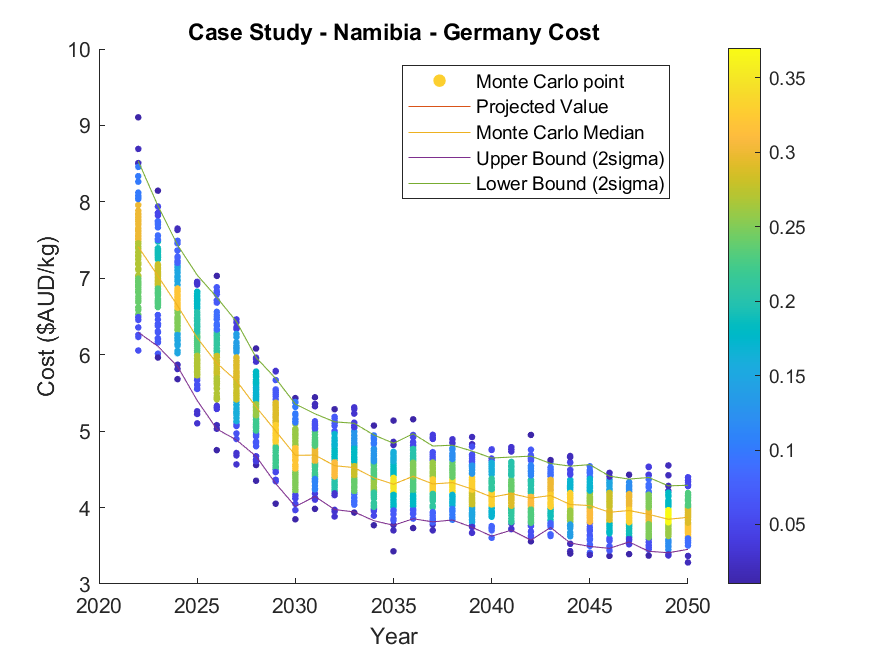 Case Study - Namibia - Germany Cost
Monte Carlo point
Projected Value
Monte Carlo Median
Upper Bound (2sigma)
Lower Bound (2sigma)
Cost ($AUD/kg)
10
9
8
7
6
5
4
3
2020
2025
2030
2035
2040
2045
2050
Year
0.35
0.3
0.25
0.2
0.15
0.1
0.05